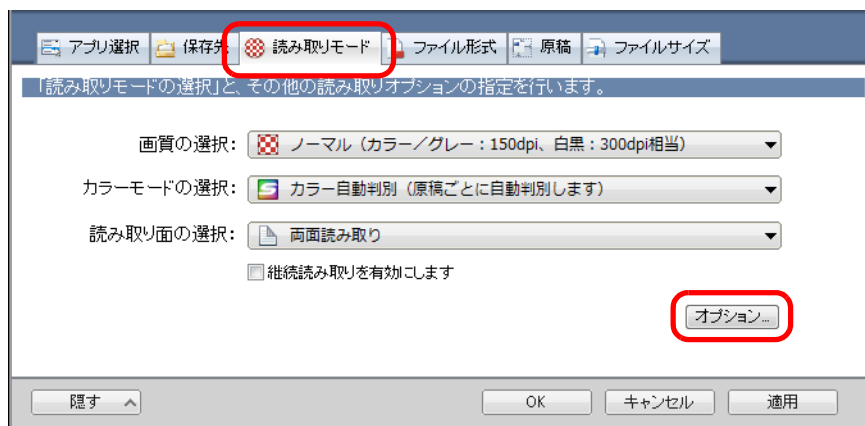 アプリ選択 保存先 読み取りモード ファイル形式 原稿 ファイルサイズ
「読み取りモードの選択」と、その他の読み取りオプションの指定を行います。
画質の選択： ノーマル（カラー／グレー：150dpi、白黒：300dpi相当）
カラーモードの選択： カラー自動判別（原稿ごとに自動判別します）
読み取り面の選択： 両面読み取り
継続読み取りを有効にします
オプション...
隠す OK キャンセル 適用